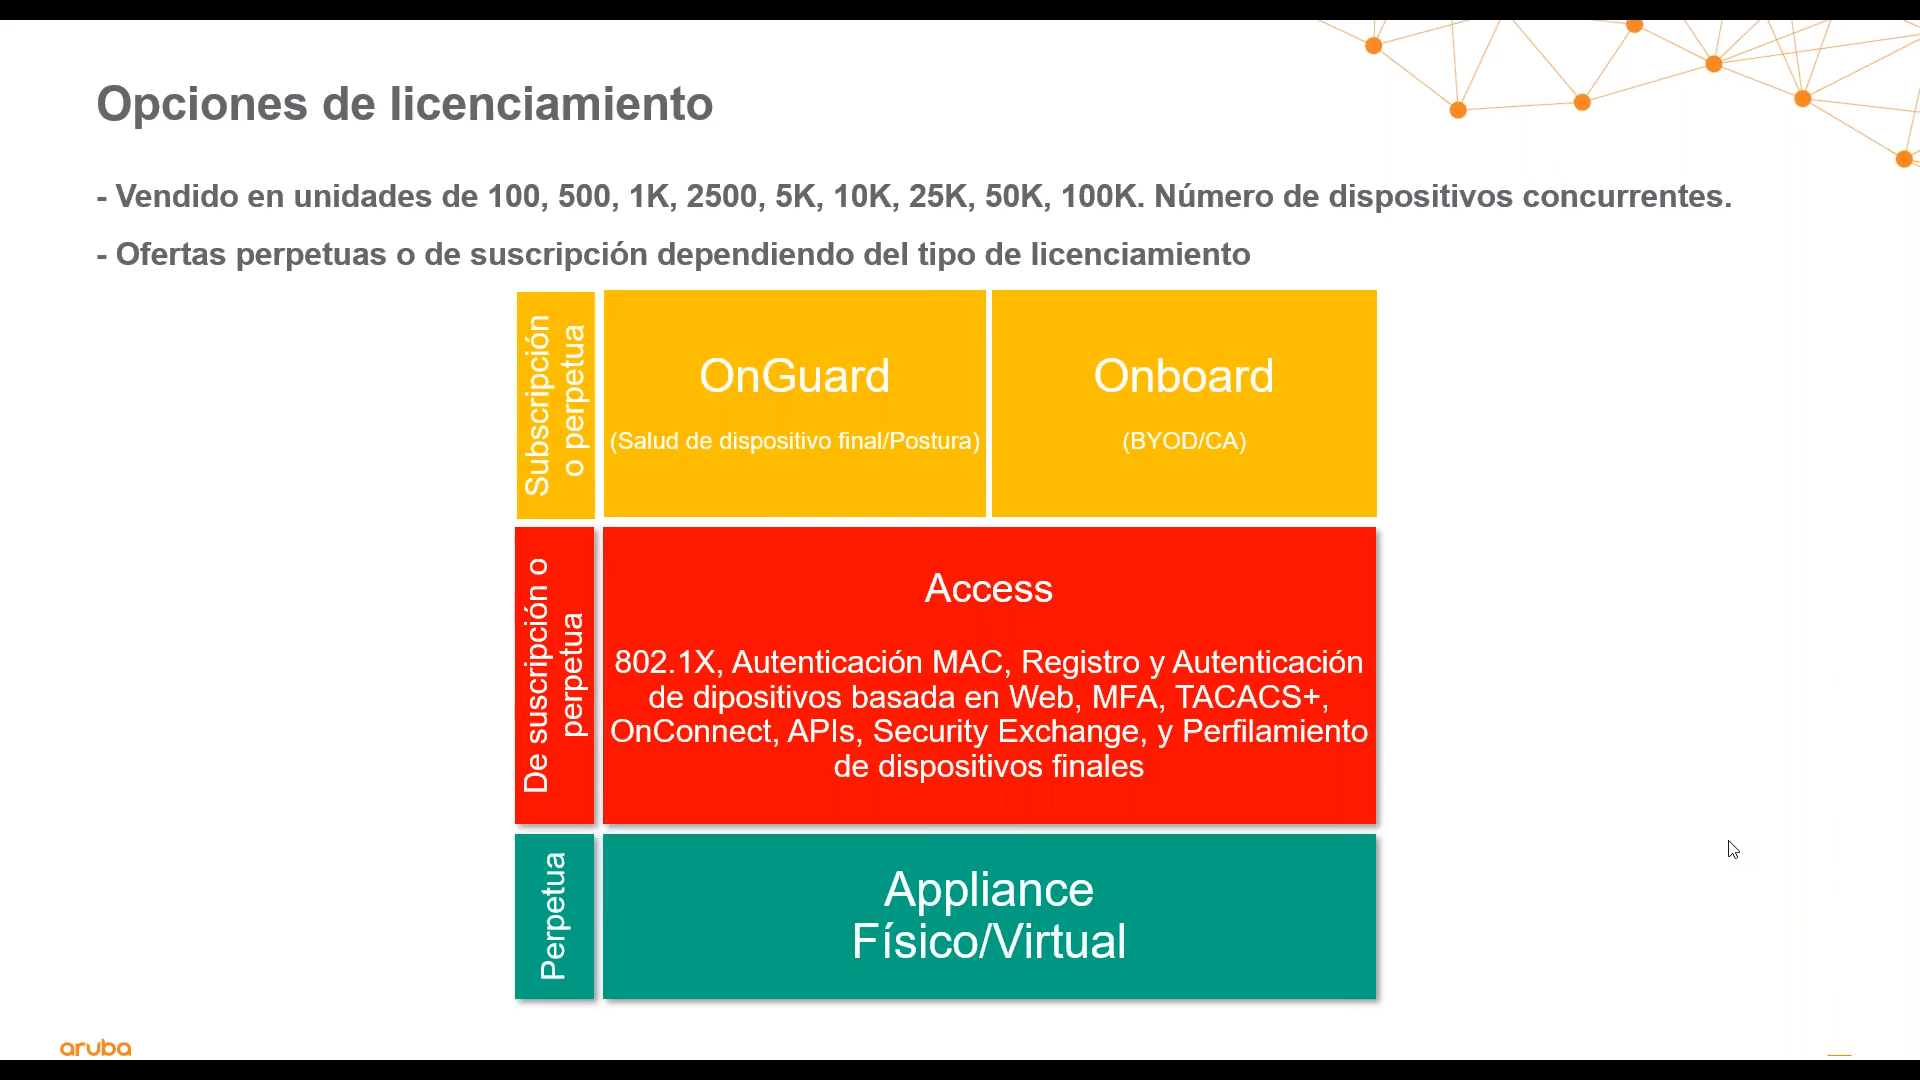 Opciones de licenciamiento
- Vendido en unidades de 100, 500, 1K, 2500, 5K, 10K, 25K, 50K, 100K. Número de dispositivos concurrentes.
- Ofertas perpetuas o de suscripción dependiendo del tipo de licenciamiento
Subscripción
o perpetua
OnGuard
(Salud de dispositivo final/Postura)
Onboard
(BYOD/CA)
De suscripción o
perpetua
Access
802.1X, Autenticación MAC, Registro y Autenticación
de dipositivos basada en Web, MFA, TACACS+,
OnConnect, APIs, Security Exchange, y Perfilamiento
de dispositivos finales
Perpetua
Appliance
Físico/Virtual
aruba